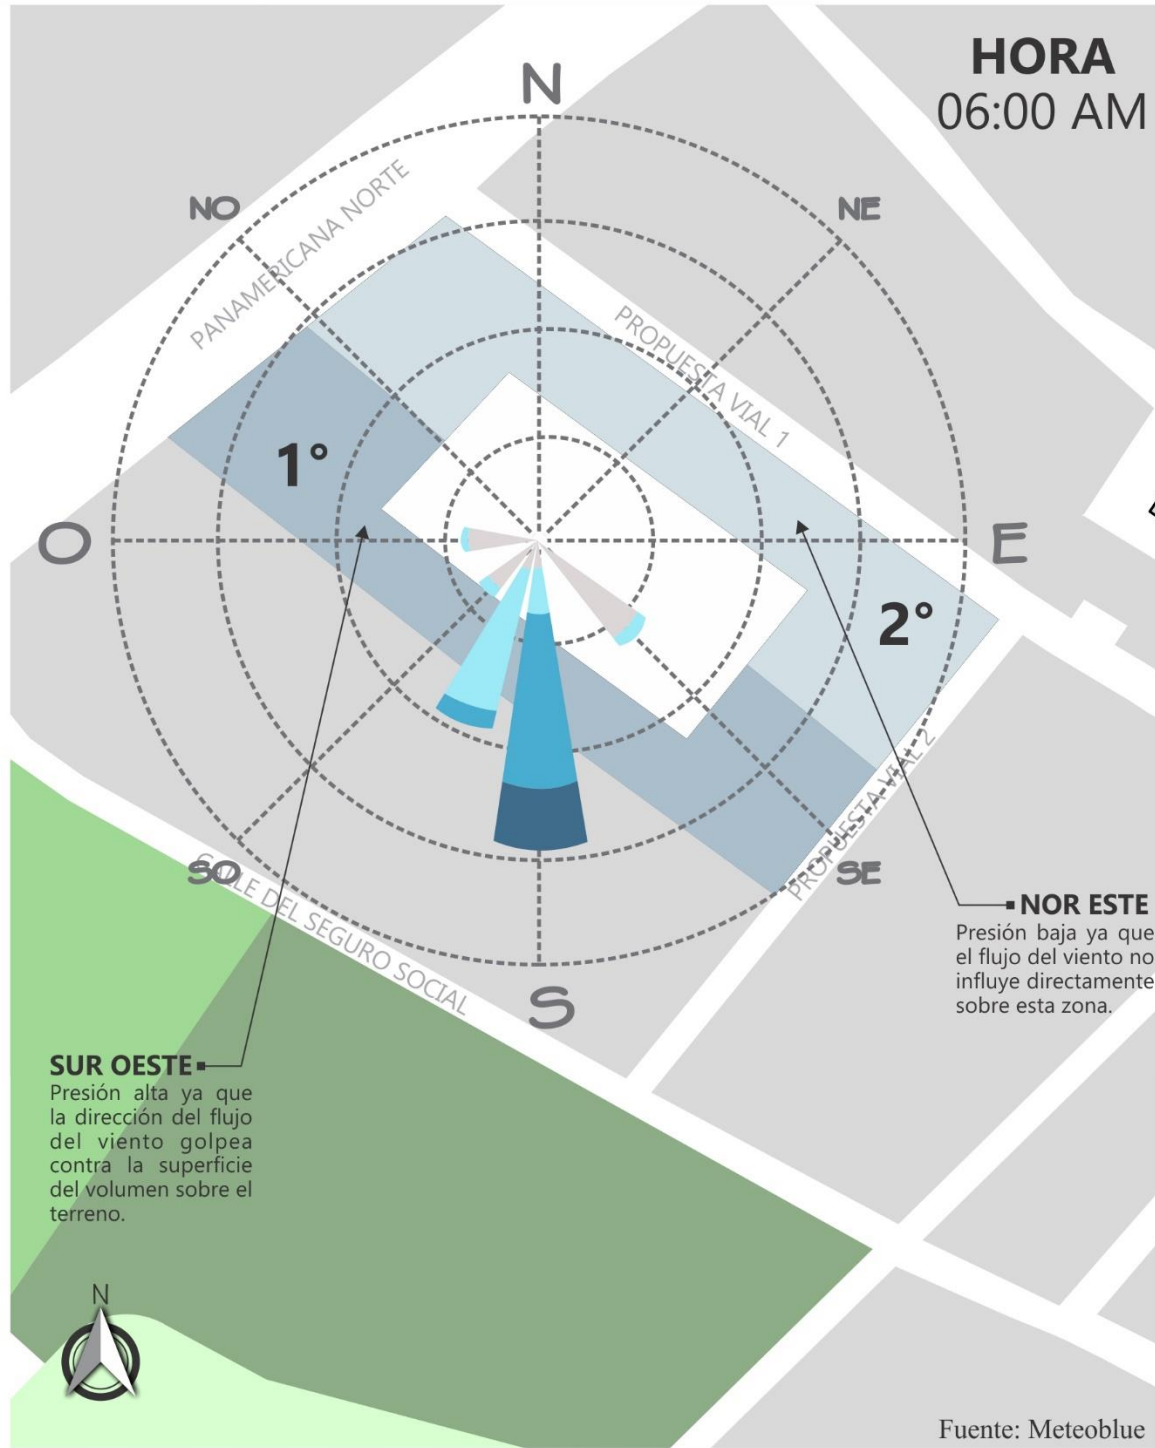 HORA
06:00 AM
N
NO
NE
PANAMERICANA NORTE
PROPUESTA VIAL 1
1°
O
E
2°
PROPUESTA VIAL 2
SO
SE
CALLE DEL SEGURO SOCIAL
S
NOR ESTE
Presión baja ya que
el flujo del viento no
influye directamente
sobre esta zona.
SUR OESTE
Presión alta ya que
la dirección del flujo
del viento golpea
contra la superficie
del volumen sobre el
terreno.
N
Fuente: Meteoblue